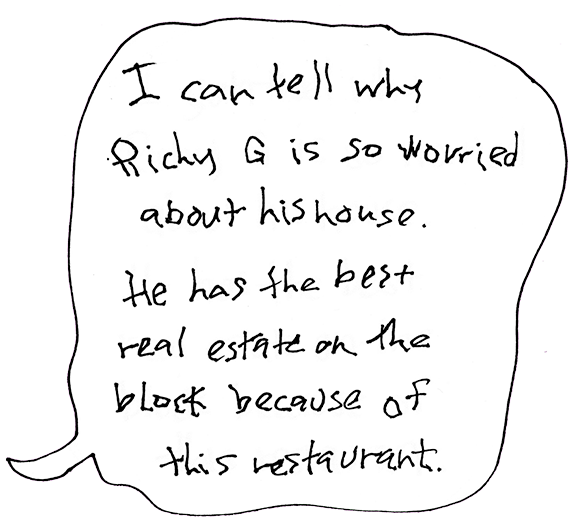 I can tell why
Richy G is so worried
about his house.
He has the best
real estate on the
block because of
this restaurant.